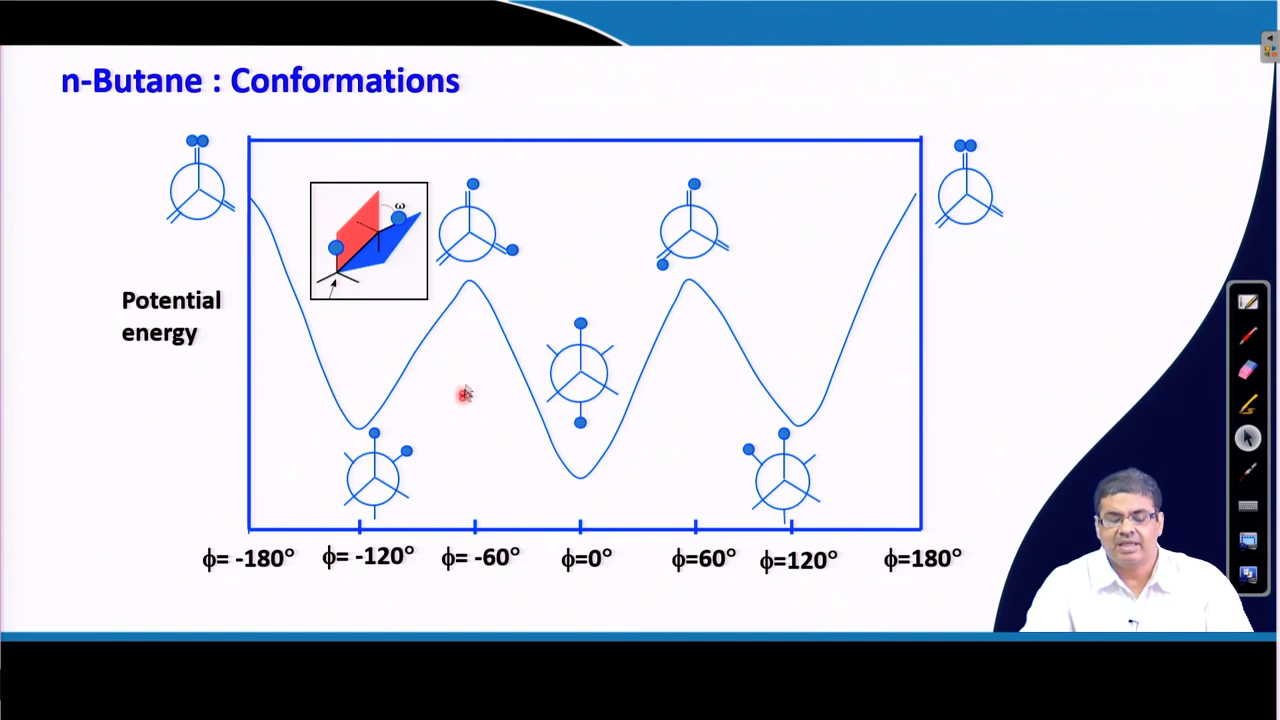 n-Butane : Conformations
ω
Potential
energy
ϕ= -180° ϕ= -120° ϕ= -60° ϕ=0° ϕ=60° ϕ=120° ϕ=180°